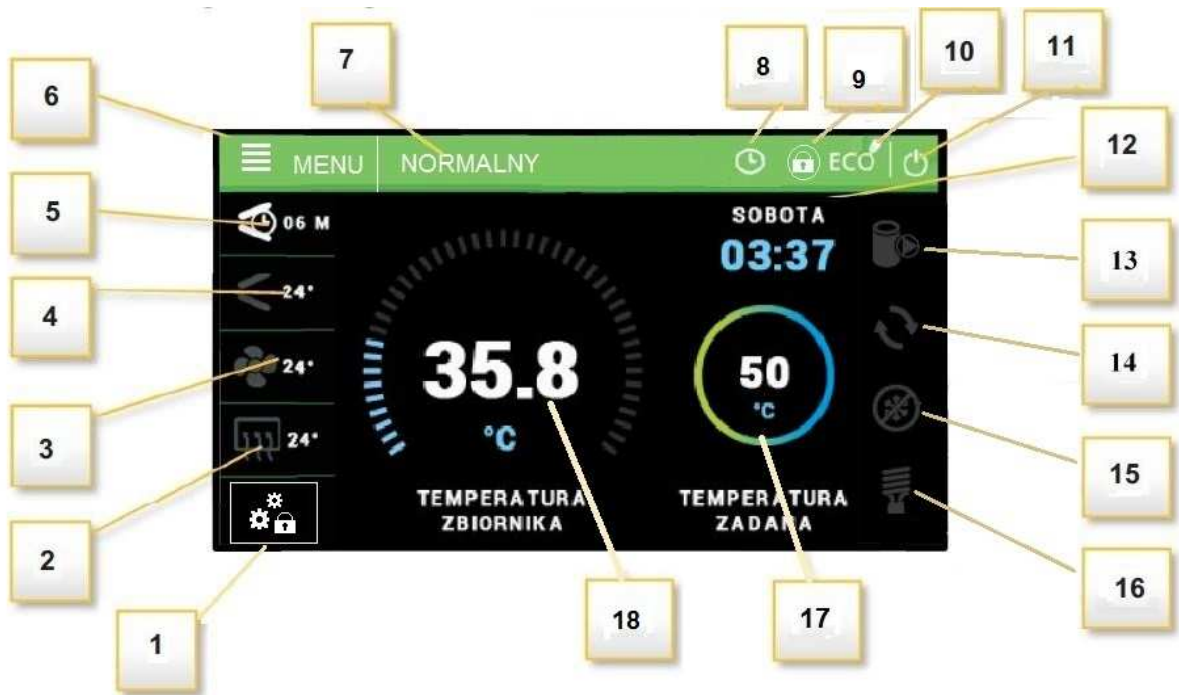 7
8
9
10
11
6
MENU NORMALNY ECO
12
5
06 M
SOBOTA
03:37
13
4
24°
3
24°
35.8
°C
50
°C
14
24°
15
TEMPERATURA
ZBIORNIKA
TEMPERATURA
ZADANA
2
16
1
18
17